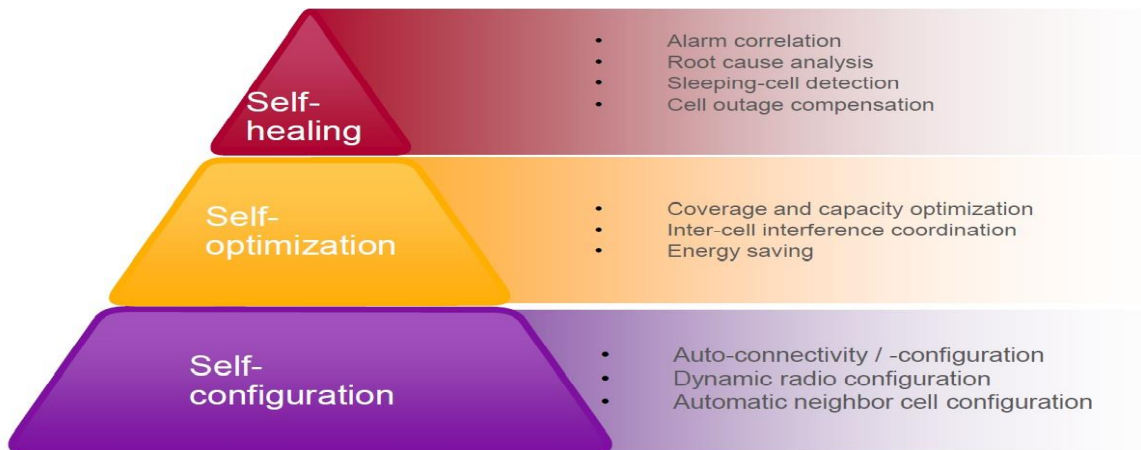 Self-
healing
• Alarm correlation
• Root cause analysis
• Sleeping-cell detection
• Cell outage compensation
Self-
optimization
• Coverage and capacity optimization
• Inter-cell interference coordination
• Energy saving
Self-
configuration
• Auto-connectivity / -configuration
• Dynamic radio configuration
• Automatic neighbor cell configuration